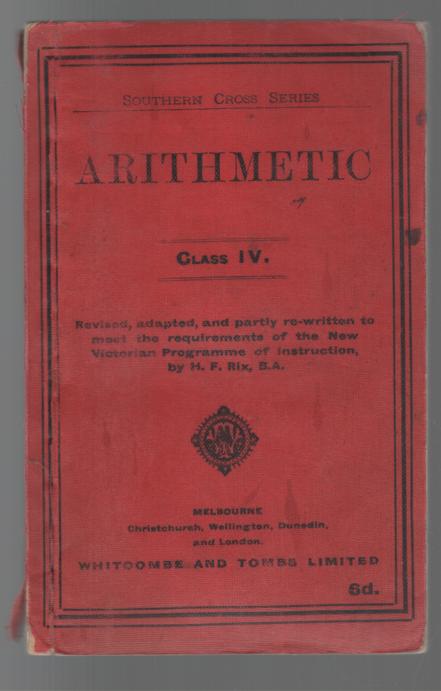 SOUTHERN CROSS SERIES
ARITHMETIC
CLASS IV.
Revised, adapted, and partly re-written to
meet the requirements of the New
Victorian Programme of Instruction,
by H. F. Rix, B.A.
MELBOURNE
Christchurch, Wellington, Dunedin,
and London.
WHITCOMBE AND TOMBS LIMITED
6d.